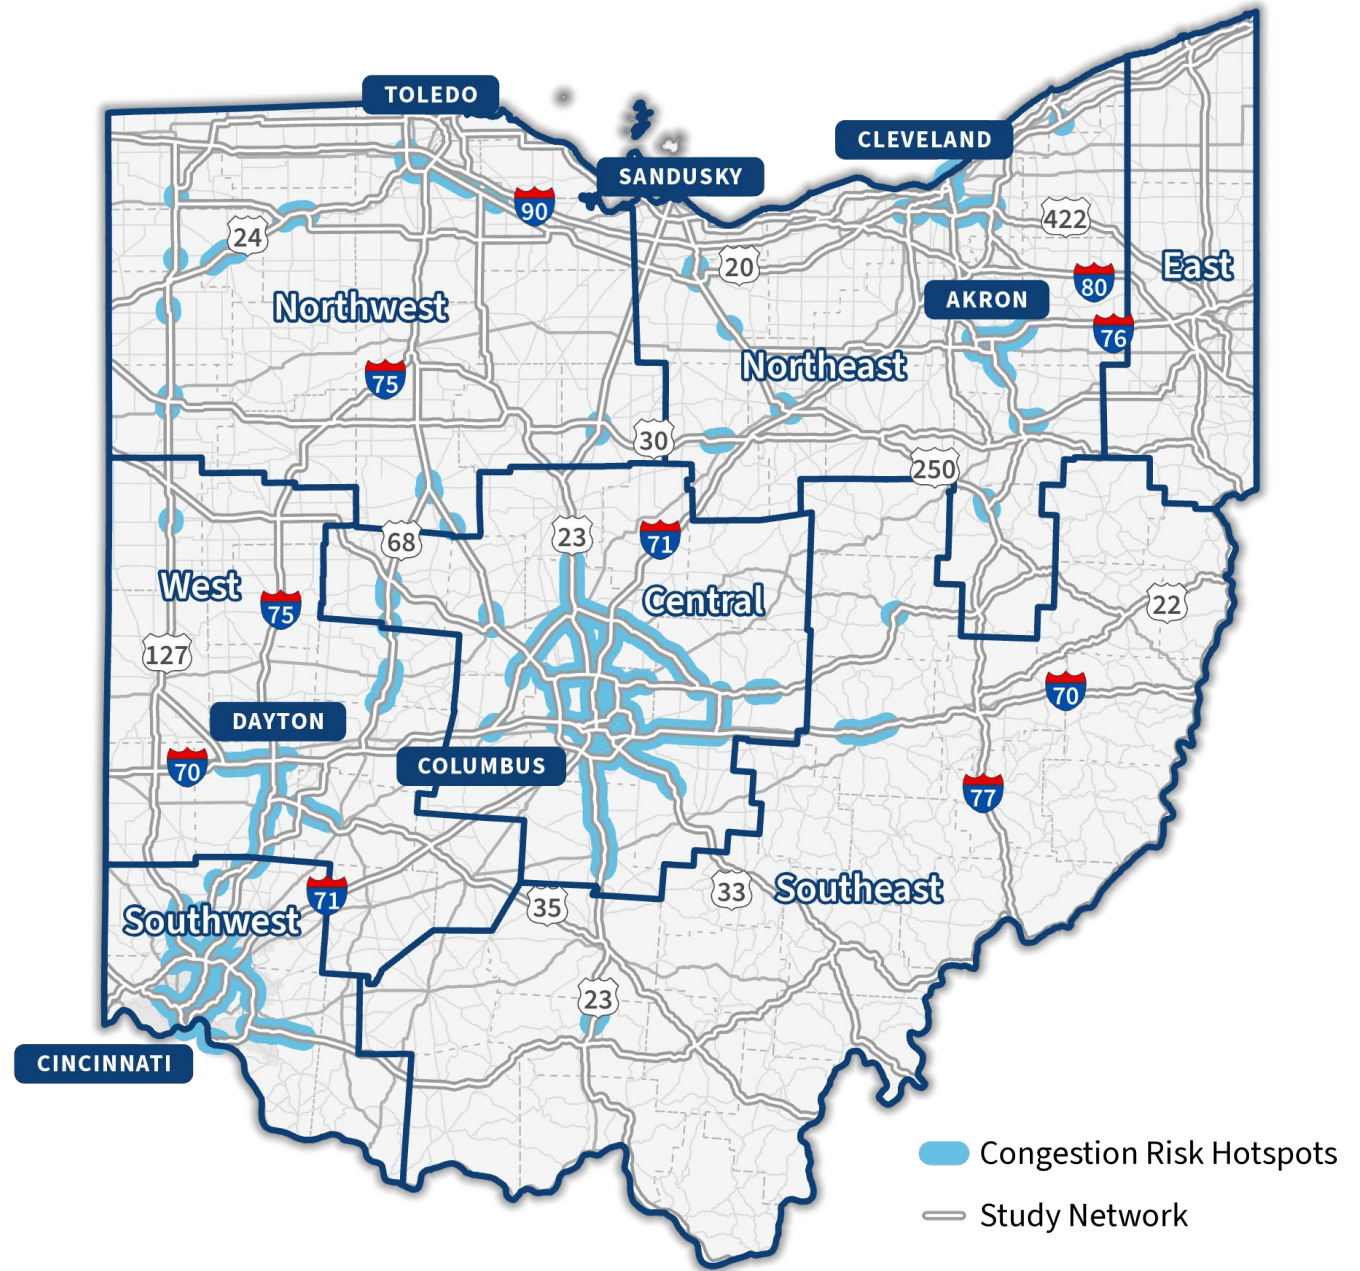 TOLEDO
CLEVELAND
SANDUSKY
90
24
422
20
East
80
AKRON
Northwest
76
Northeast
75
30
250
68
23
71
West
75
Central
22
127
70
DAYTON
70
COLUMBUS
77
71
33
Southeast
35
Southwest
23
CINCINNATI
Congestion Risk Hotspots
Study Network